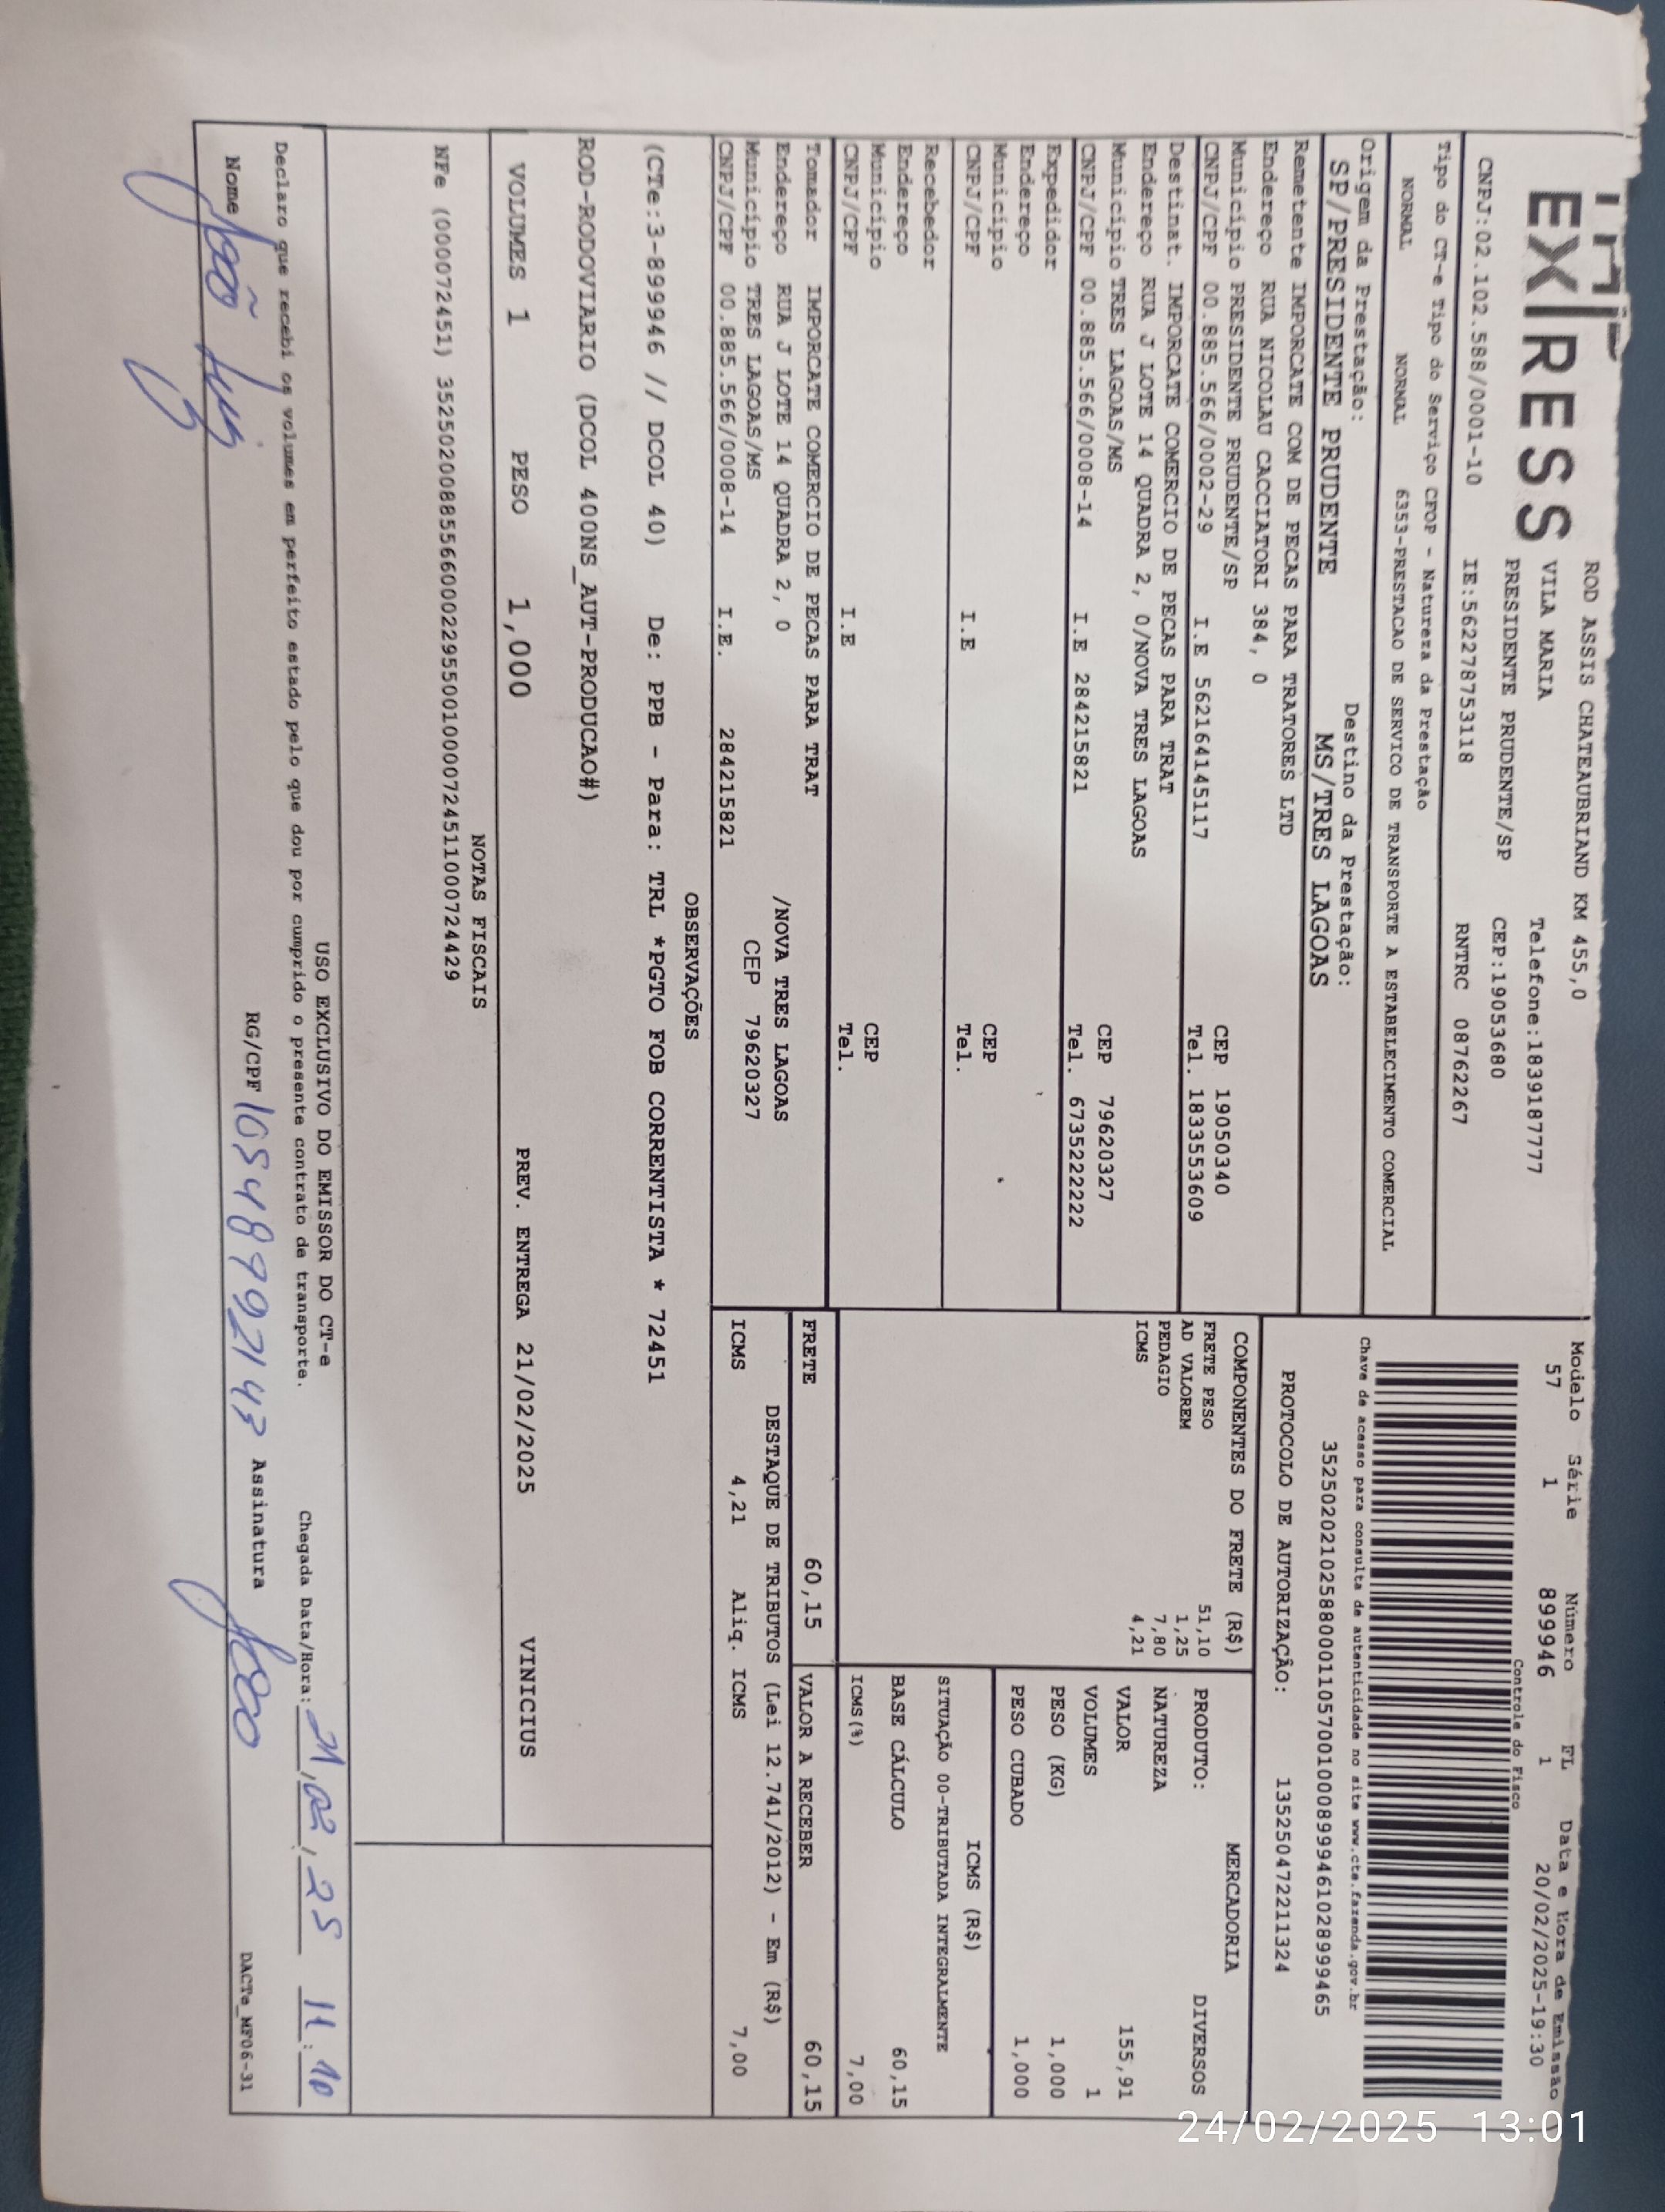 EXPRESS
ROD ASSIS CHATEAUBRIAND KM 455,0
VILA MARIA Telefone:1839187777
PRESIDENTE PRUDENTE/SP CEP:19053680
CNPJ:02.102.588/0001-10 IE:562278753118 RNTRC 08762267
Modelo Série Número FL Data e Hora de Emissão
57 1 899946 1 20/02/2025-19:30
Controle do Fisco
Tipo do CT-e Tipo do Serviço CFOP - Natureza da Prestação
NORMAL NORMAL 6353-PRESTACAO DE SERVICO DE TRANSPORTE A ESTABELECIMENTO COMERCIAL
Chave de acesso para consulta de autenticidade no site www.cte.fazenda.gov.br
35250202102588000110570010008999461028999465
Origem da Prestação: Destino da Prestação:
SP/PRESIDENTE PRUDENTE MS/TRES LAGOAS
PROTOCOLO DE AUTORIZAÇÃO: 135250472211324
Remetente IMPORCATE COM DE PECAS PARA TRATORES LTD
Endereço RUA NICOLAU CACCIATORI 384, 0
Município PRESIDENTE PRUDENTE/SP CEP 19050340
CNPJ/CPF 00.885.566/0002-29 I.E 562164145117 Tel. 1833553609
Destinat. IMPORCATE COMERCIO DE PECAS PARA TRAT
Endereço RUA J LOTE 14 QUADRA 2, 0/NOVA TRES LAGOAS
Município TRES LAGOAS/MS CEP 79620327
CNPJ/CPF 00.885.566/0008-14 I.E 284215821 Tel. 6735222222
Expedidor
Endereço
Município CEP
CNPJ/CPF I.E Tel.
Recebedor
Endereço
Município CEP
CNPJ/CPF I.E Tel.
Tomador IMPORCATE COMERCIO DE PECAS PARA TRAT
Endereço RUA J LOTE 14 QUADRA 2, 0 /NOVA TRES LAGOAS
Município TRES LAGOAS/MS CEP 79620327
CNPJ/CPF 00.885.566/0008-14 I.E. 284215821
COMPONENTES DO FRETE (R$)
FRETE PESO 51,10
AD VALOREM 1,25
PEDAGIO 7,80
ICMS 4,21
MERCADORIA
PRODUTO: DIVERSOS
NATUREZA
VALOR 155,91
VOLUMES 1
PESO (KG) 1,000
PESO CUBADO 1,000
ICMS (R$)
SITUAÇÃO 00-TRIBUTADA INTEGRALMENTE
BASE CÁLCULO 60,15
ICMS(%) 7,00
FRETE 60,15 VALOR A RECEBER 60,15
DESTAQUE DE TRIBUTOS (Lei 12.741/2012) - Em (R$)
ICMS 4,21 Aliq. ICMS 7,00
OBSERVAÇÕES
(CTe:3-899946 // DCOL 40) De: PPB - Para: TRL *PGTO FOB CORRENTISTA * 72451
ROD-RODOVIARIO (DCOL 400NS_AUT-PRODUCAO#)
VOLUMES 1 PESO 1,000 PREV. ENTREGA 21/02/2025 VINICIUS
NOTAS FISCAIS
NFe (000072451) 35250200885566000229550010000724511000724429
USO EXCLUSIVO DO EMISSOR DO CT-e
Declaro que recebi os volumes em perfeito estado pelo que dou por cumprido o presente contrato de transporte. Chegada Data/Hora: 21,02,25 11:10
Nome João RG/CPF Assinatura João DACTe_MF06-31
24/02/2025 13:01